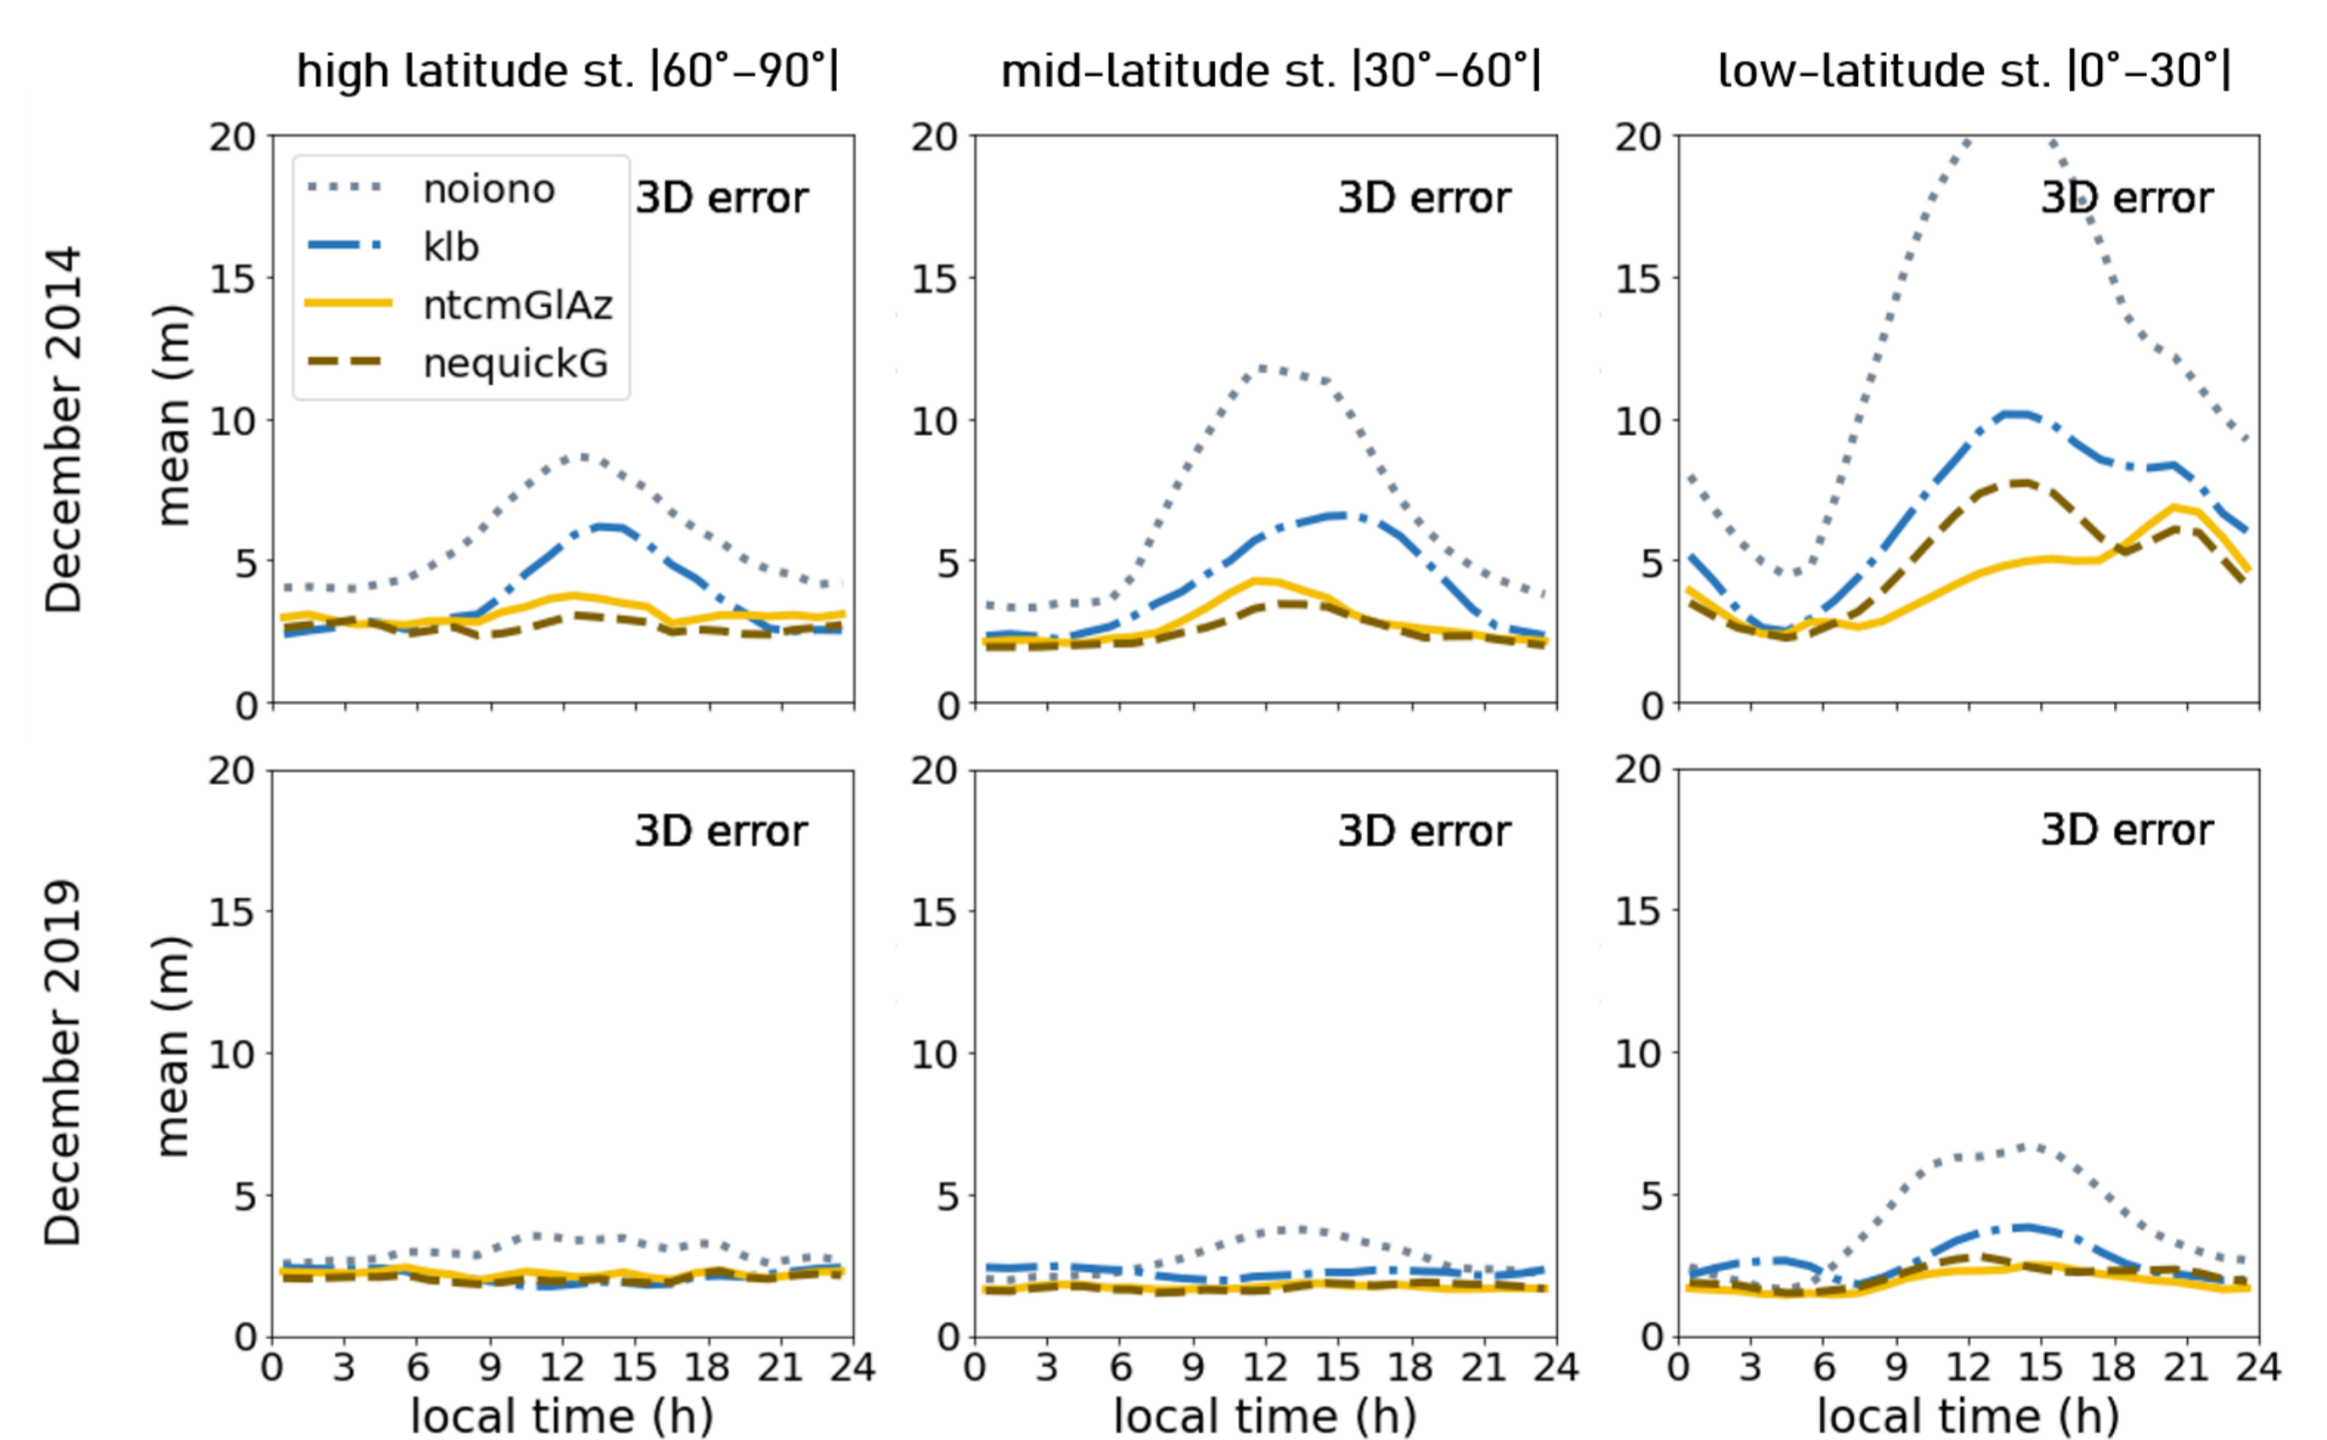 high latitude st. |60°–90°|
mid-latitude st. |30°–60°|
low-latitude st. |0°–30°|
December 2014
mean (m)
20
15
10
5
0
noiono
klb
ntcmGlAz
nequickG
3D error
20
15
10
5
0
3D error
20
15
10
5
0
3D error
December 2019
mean (m)
20
15
10
5
0
3D error
0 3 6 9 12 15 18 21 24
local time (h)
20
15
10
5
0
3D error
0 3 6 9 12 15 18 21 24
local time (h)
20
15
10
5
0
3D error
0 3 6 9 12 15 18 21 24
local time (h)